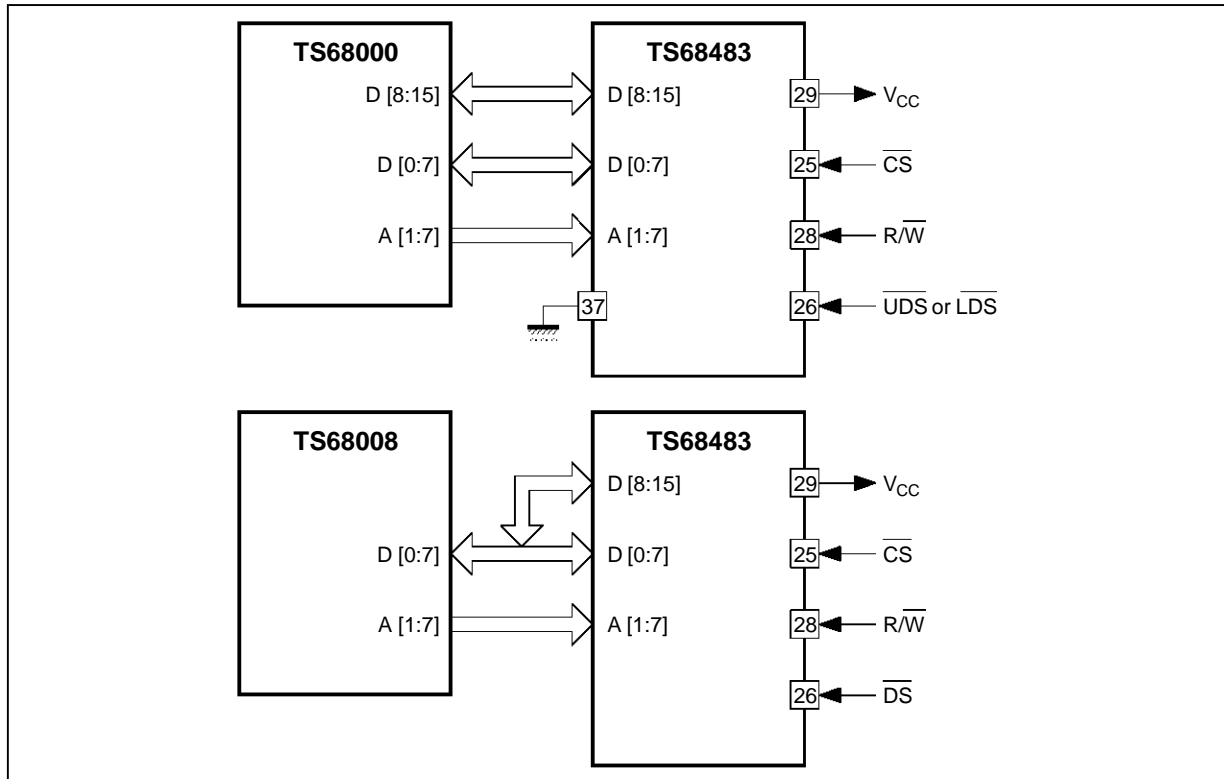 TS68000
TS68483
D [8:15]
D [8:15]
29
VCC
D [0:7]
D [0:7]
25
CS
A [1:7]
A [1:7]
28
R/W
37
26
UDS or LDS
TS68008
TS68483
D [8:15]
29
VCC
D [0:7]
D [0:7]
25
CS
A [1:7]
A [1:7]
28
R/W
26
DS